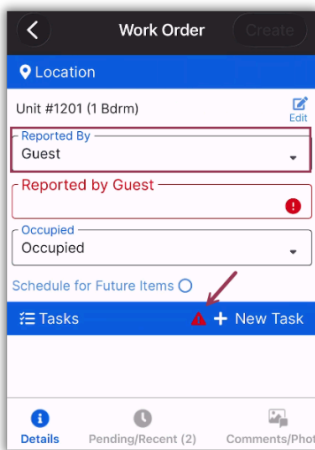 Work Order
Create
Location
Unit #1201 (1 Bdrm)
Edit
Reported By
Guest
Reported by Guest
Occupied
Occupied
Schedule for Future Items
Tasks
+ New Task
Details
Pending/Recent (2)
Comments/Phot